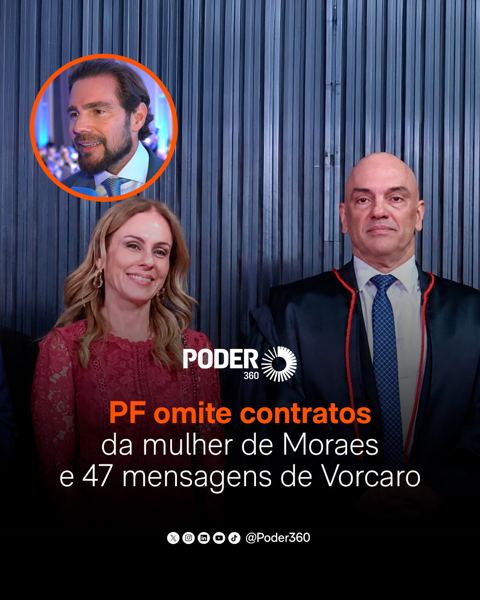 PODER
360
PF omite contratos
da mulher de Moraes
e 47 mensagens de Vorcaro
@Poder360